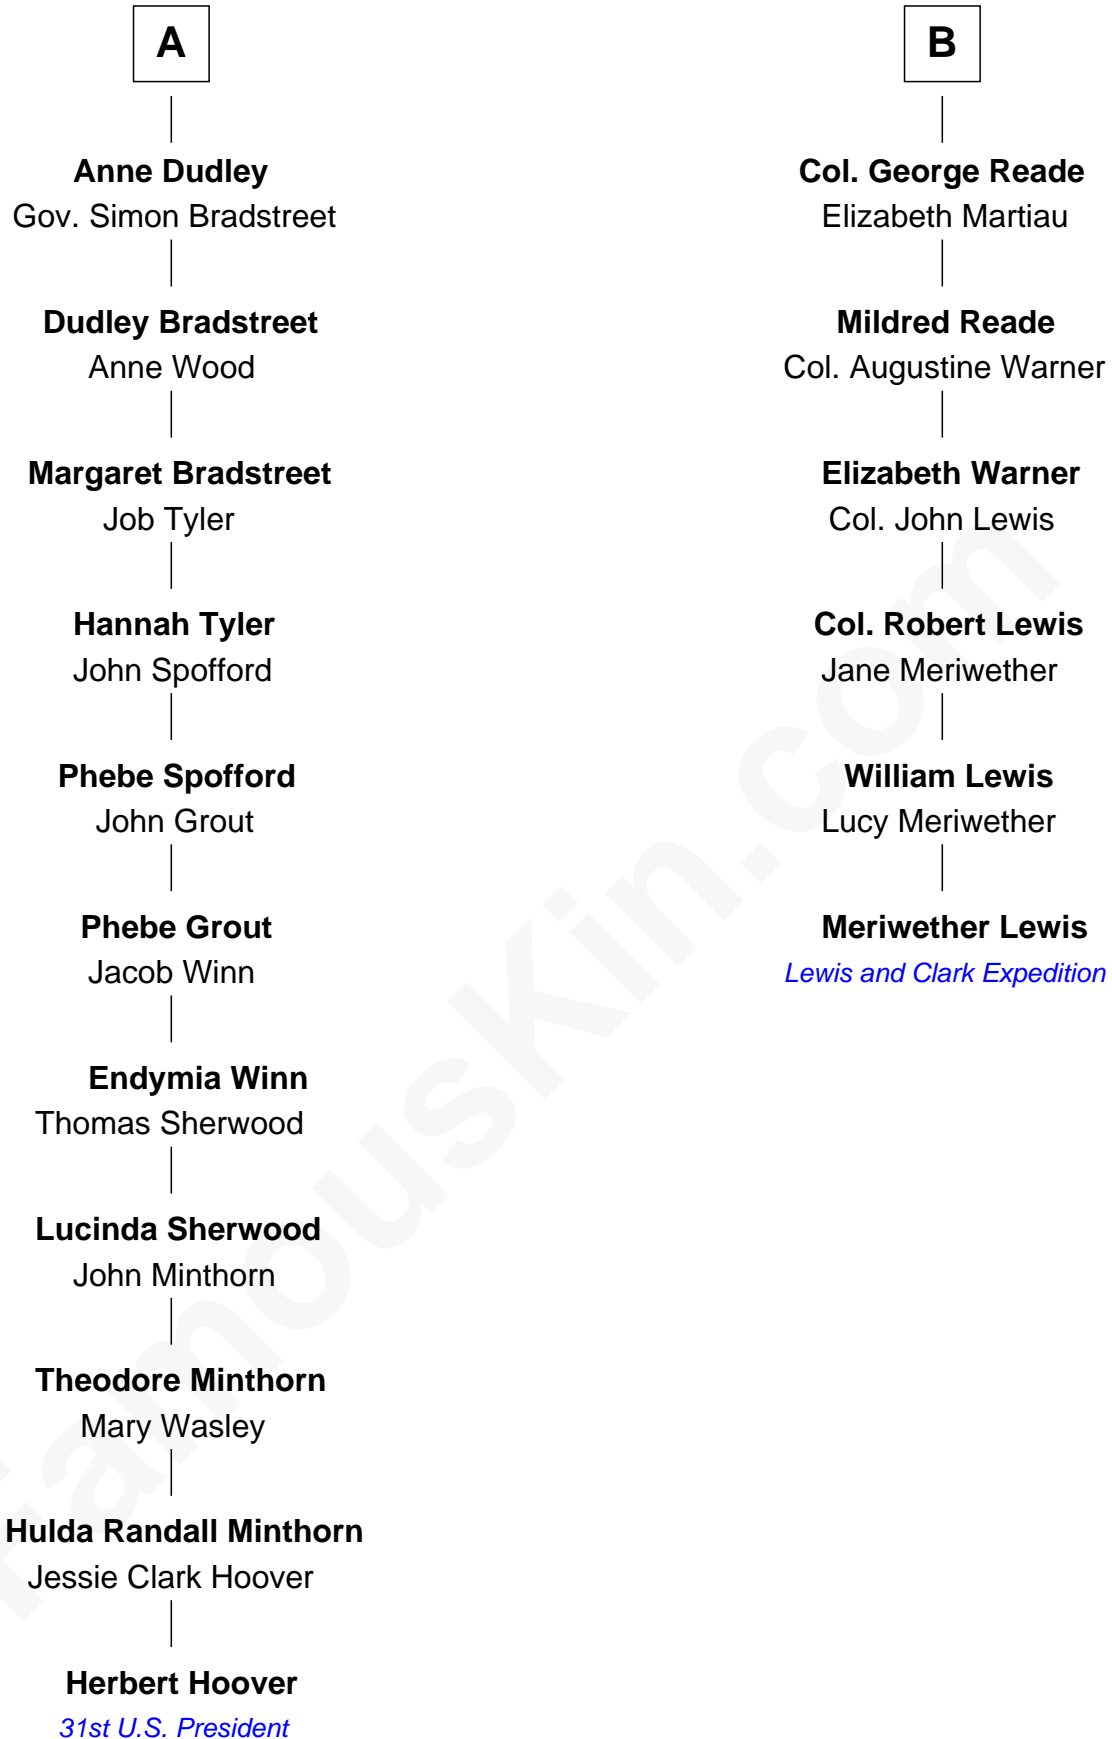 A
Anne Dudley
Gov. Simon Bradstreet
Dudley Bradstreet
Anne Wood
Margaret Bradstreet
Job Tyler
Hannah Tyler
John Spofford
Phebe Spofford
John Grout
Phebe Grout
Jacob Winn
Endymia Winn
Thomas Sherwood
Lucinda Sherwood
John Minthorn
Theodore Minthorn
Mary Wasley
Hulda Randall Minthorn
Jessie Clark Hoover
Herbert Hoover
31st U.S. President
B
Col. George Reade
Elizabeth Martiau
Mildred Reade
Col. Augustine Warner
Elizabeth Warner
Col. John Lewis
Col. Robert Lewis
Jane Meriwether
William Lewis
Lucy Meriwether
Meriwether Lewis
Lewis and Clark Expedition
famouskin.com